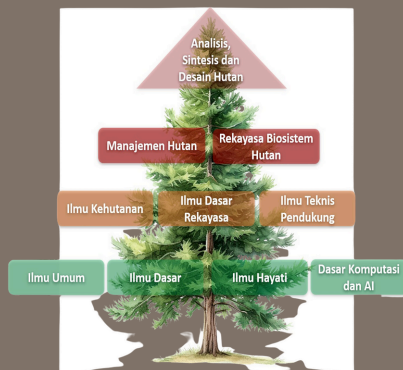 Analisis,
Sintesis dan
Desain Hutan
Manajemen Hutan
Rekayasa Biosistem
Hutan
Ilmu Kehutanan
Ilmu Dasar
Rekayasa
Ilmu Teknis
Pendukung
Ilmu Umum
Ilmu Dasar
Ilmu Hayati
Dasar Komputasi
dan AI